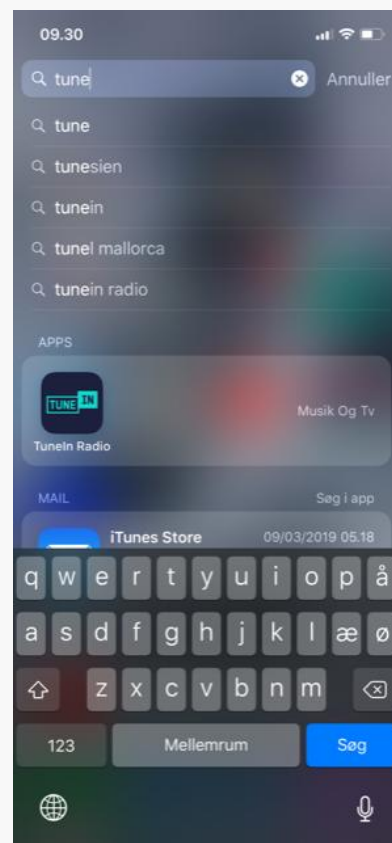 09.30
tune
Annuller
tune
tunesien
tunein
tunel mallorca
tunein radio
APPS
TUNE IN
Musik Og Tv
TuneIn Radio
MAIL
Søg i app
iTunes Store
09/03/2019 05.18
q w e r t y u i o p å
a s d f g h j k l æ ø
z x c v b n m
123
Mellemrum
Søg